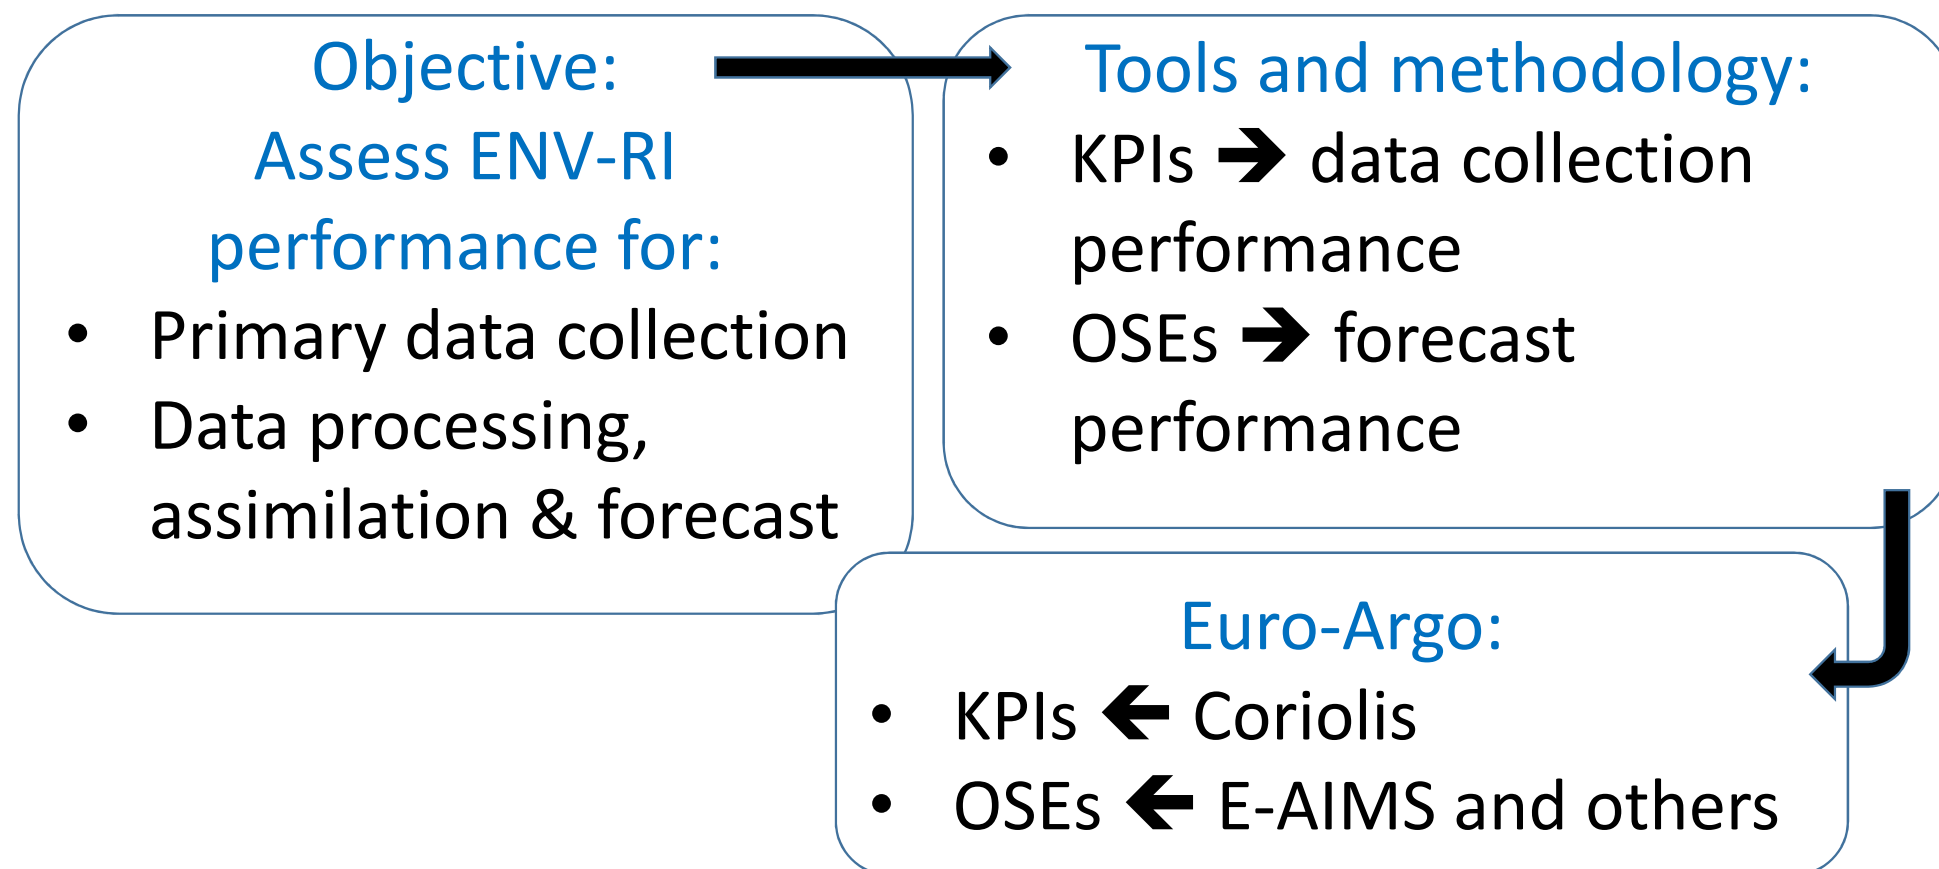 Objective:
Assess ENV-RI
performance for:
• Primary data collection
• Data processing,
assimilation & forecast
Tools and methodology:
• KPIs 🡺 data collection
performance
• OSEs 🡺 forecast
performance
Euro-Argo:
• KPIs 🡸 Coriolis
• OSEs 🡸 E-AIMS and others